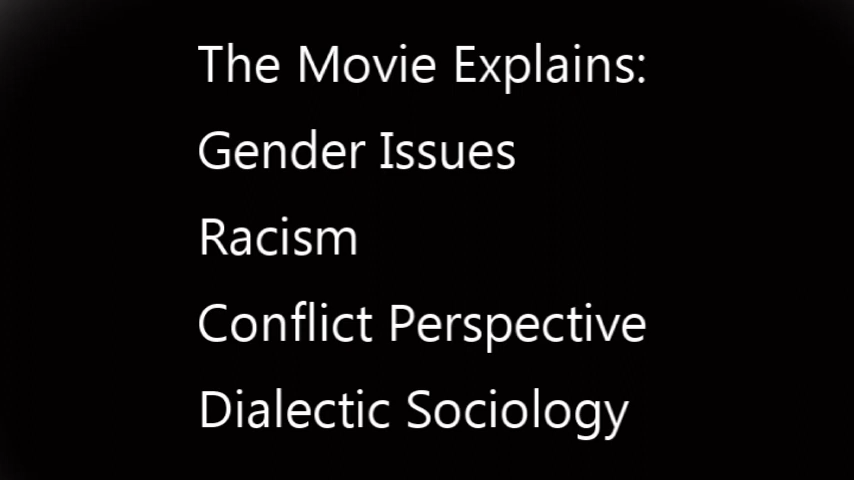 The Movie Explains:
Gender Issues
Racism
Conflict Perspective
Dialectic Sociology